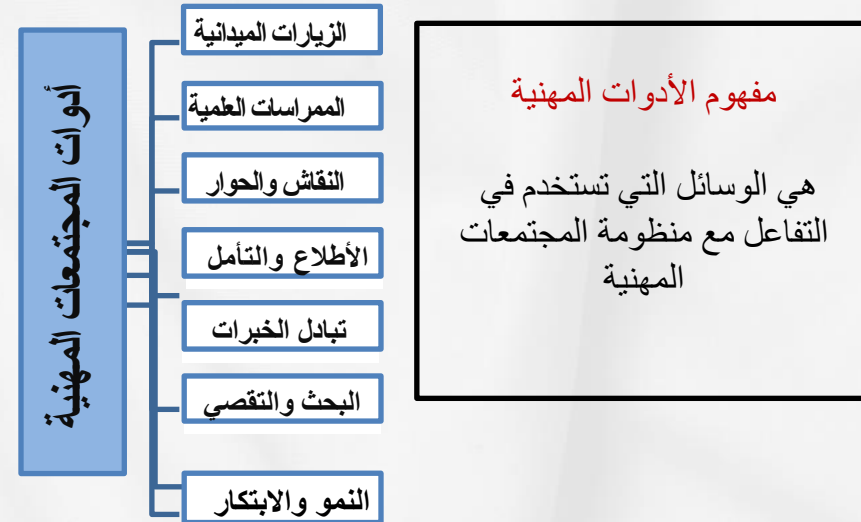 مفهوم الأدوات المهنية
هي الوسائل التي تستخدم في
التفاعل مع منظومة المجتمعات
المهنية
أدوات المجتمعات المهنية
الزيارات الميدانية
الممراسات العلمية
النقاش والحوار
الأطلاع والتأمل
تبادل الخبرات
البحث والتقصي
النمو والابتكار